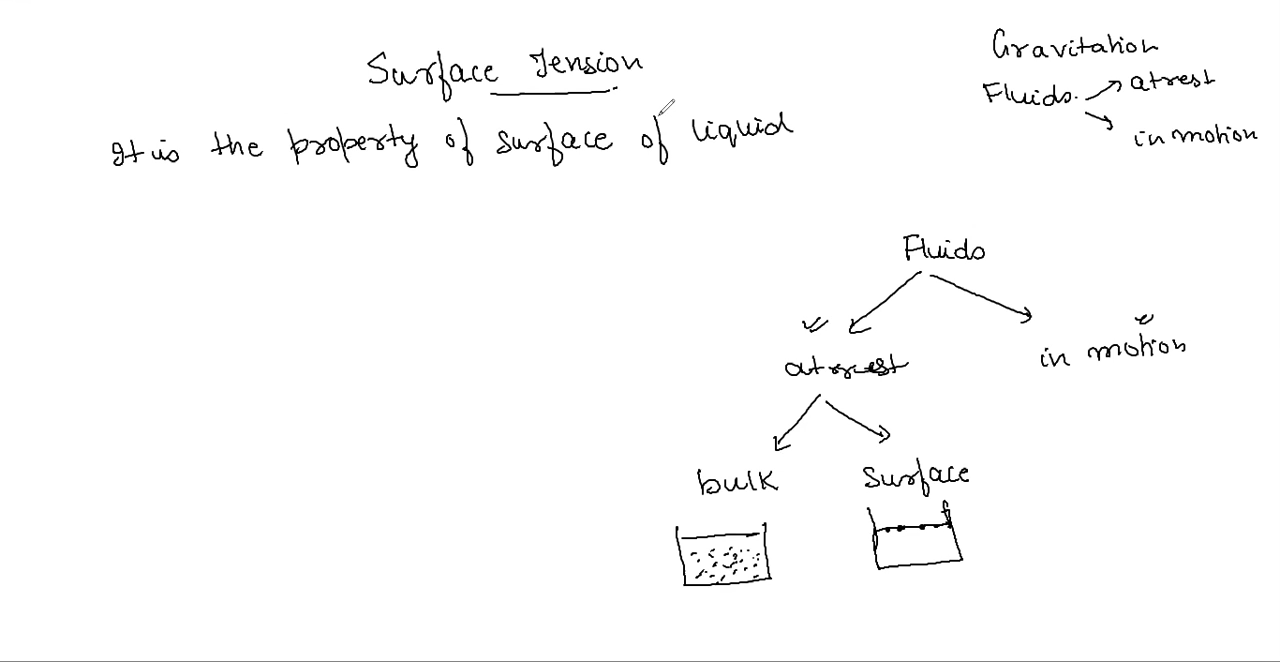 Surface Tension
It is the property of surface of liquid
Gravitation
Fluids.
at rest
in motion
Fluids
at rest
in motion
bulk
Surface